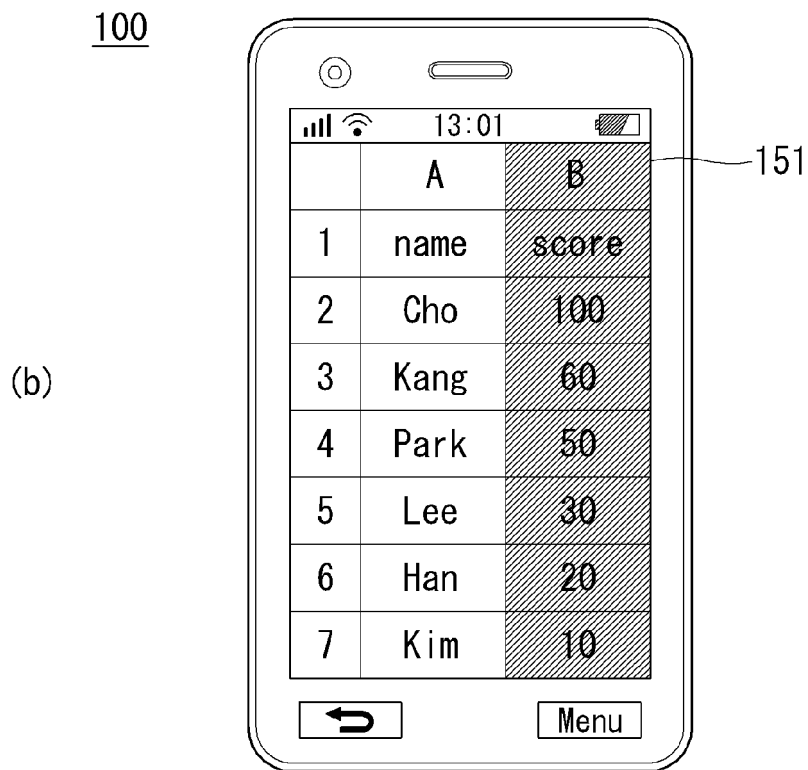 100
13:01
151
A B
1 name score
2 Cho 100
3 Kang 60
(b)
4 Park 50
5 Lee 30
6 Han 20
7 Kim 10
Menu